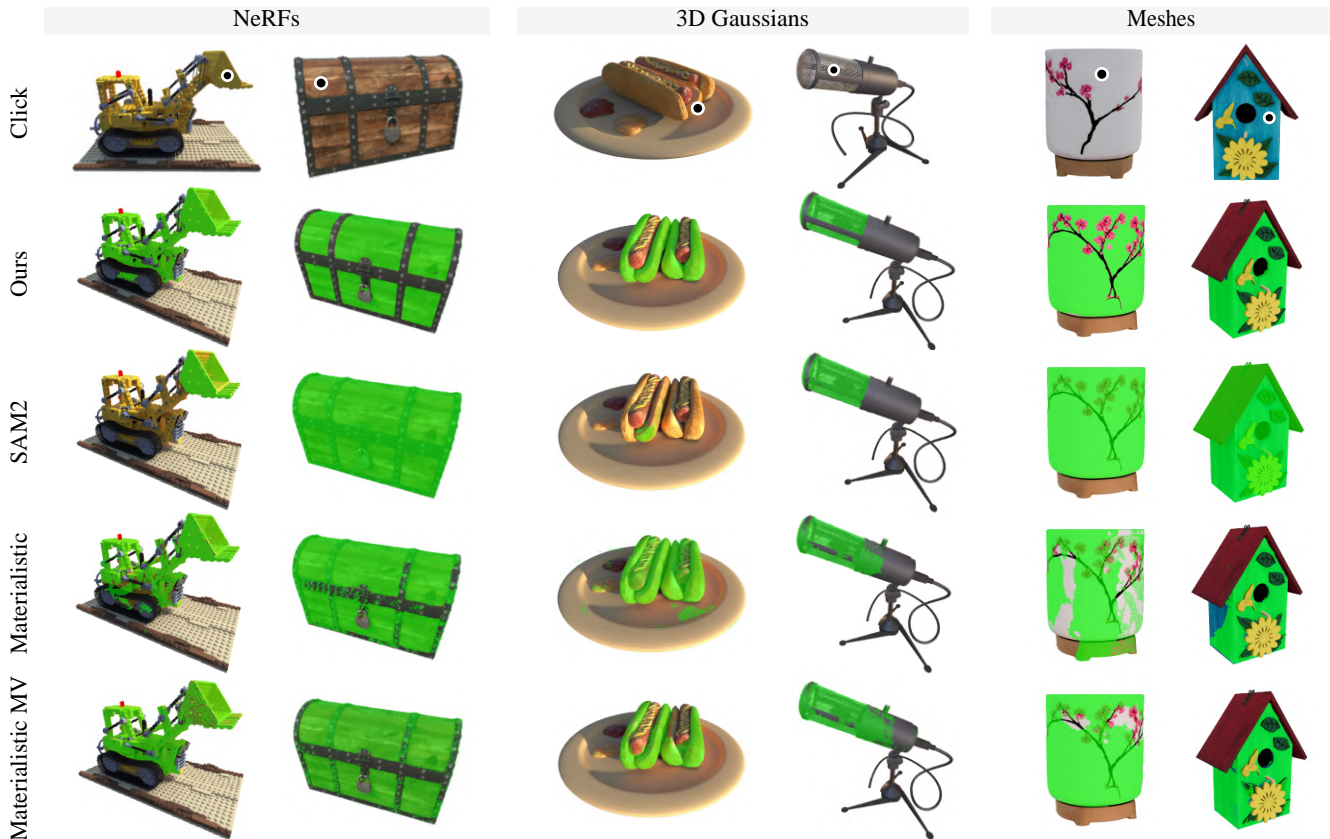 NeRFs
3D Gaussians
Meshes
Click
Ours
SAM2
Materialistic
Materialistic MV